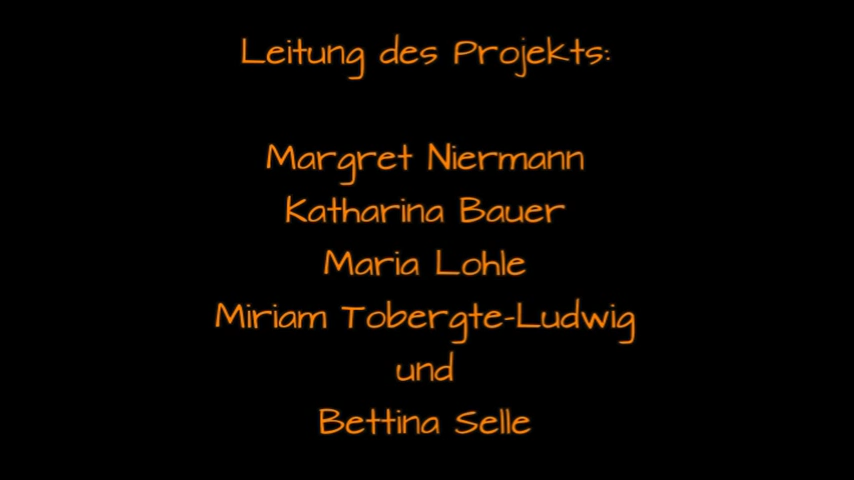 Leitung des Projekts:
Margret Niermann
Katharina Bauer
Maria Lohle
Miriam Tobergte-Ludwig
und
Bettina Selle